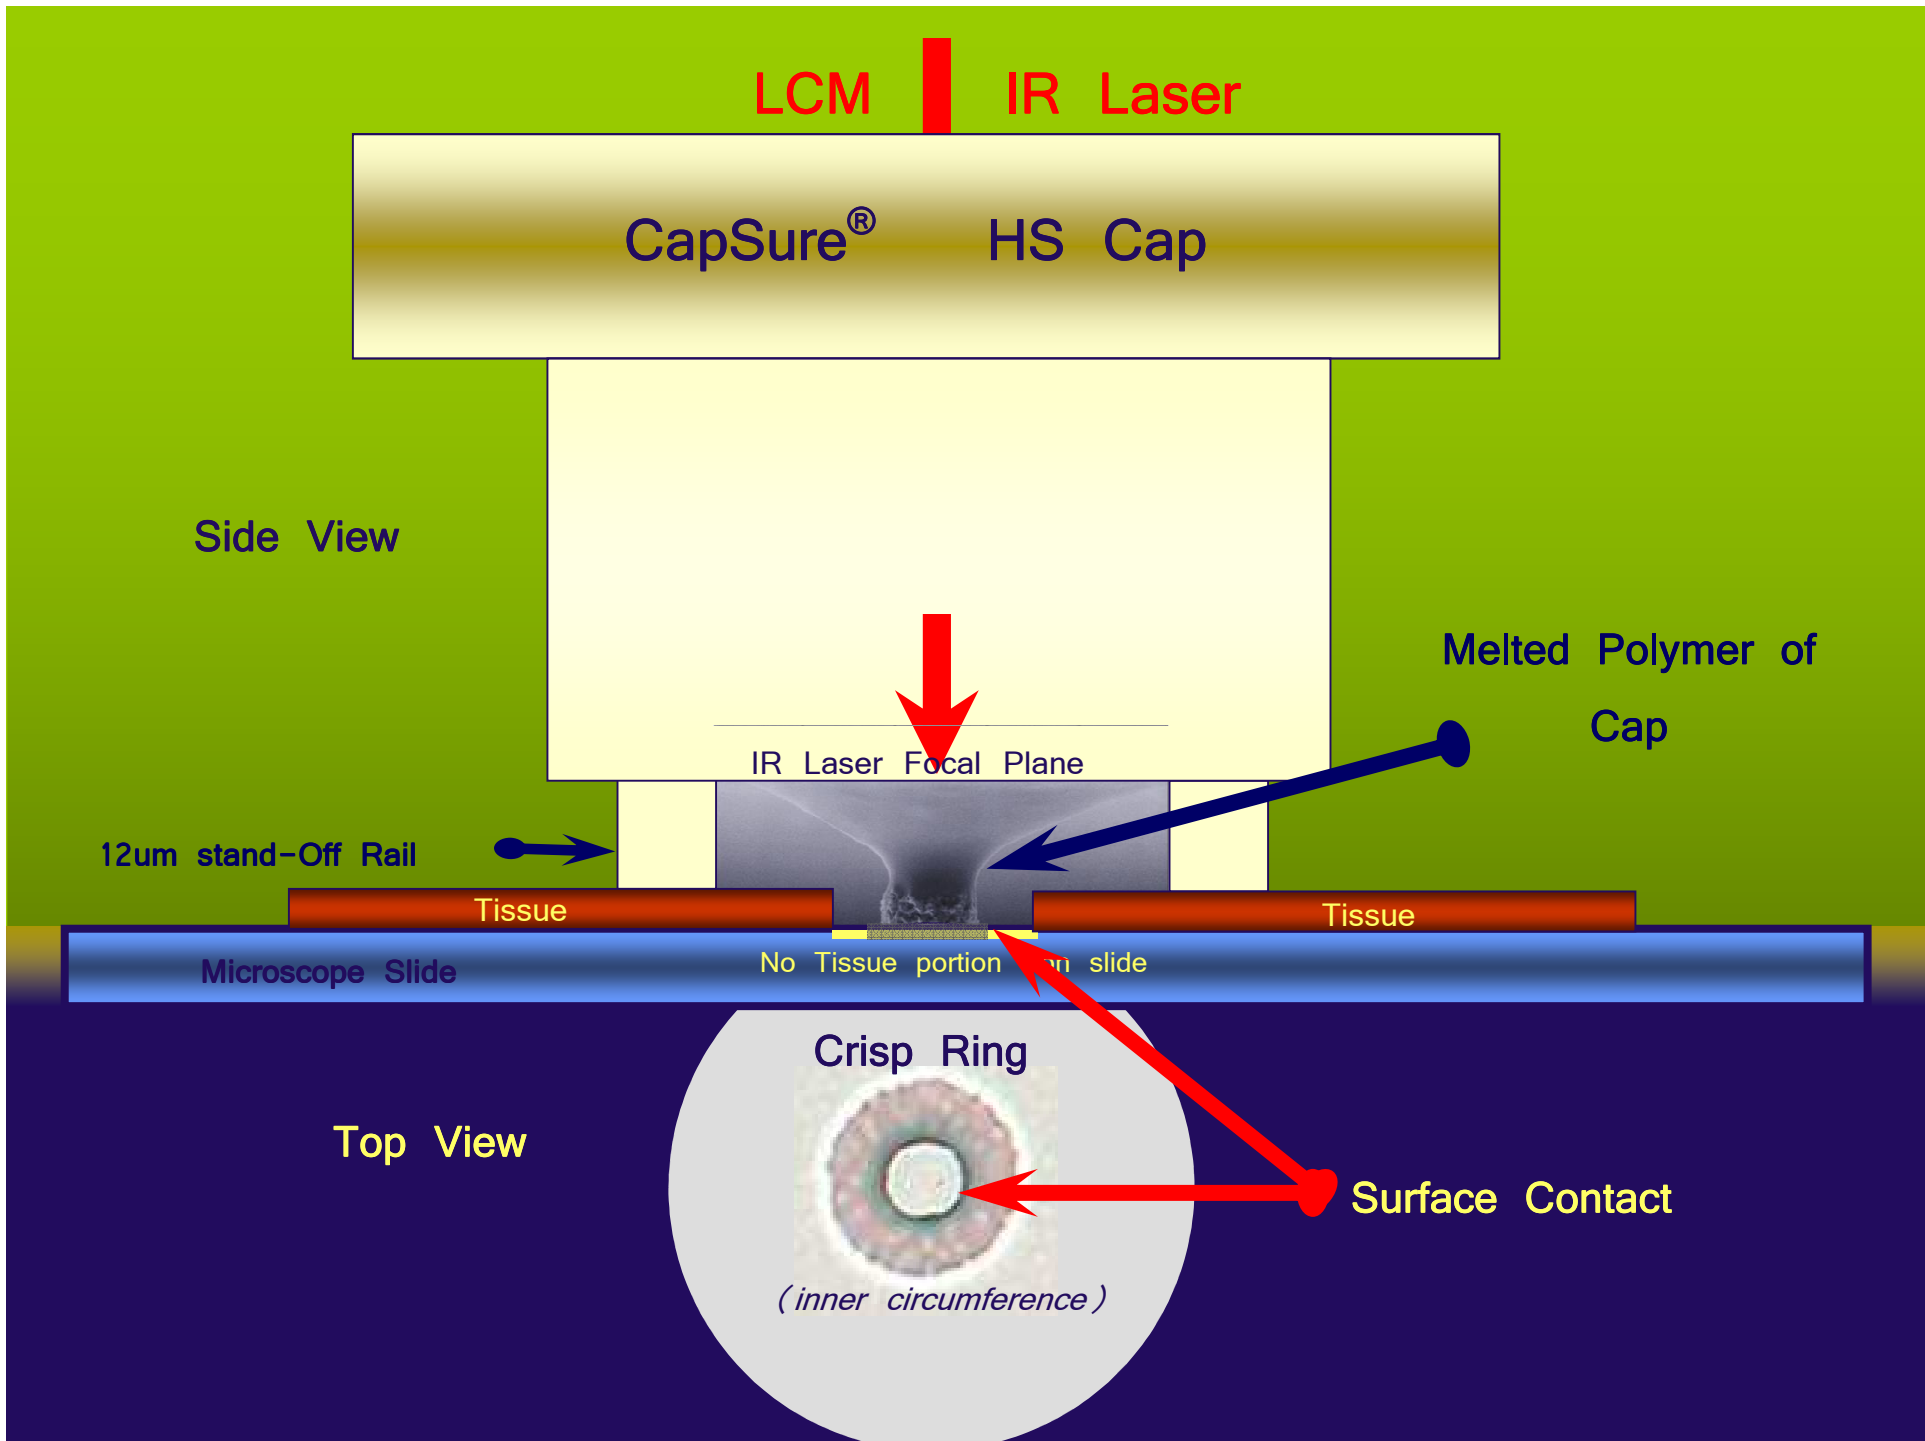 LCM IR Laser
CapSure® HS Cap
Side View
Melted Polymer of
Cap
IR Laser Focal Plane
12um stand-Off Rail
Tissue
Tissue
Microscope Slide
No Tissue portion on slide
Crisp Ring
Top View
Surface Contact
(inner circumference)